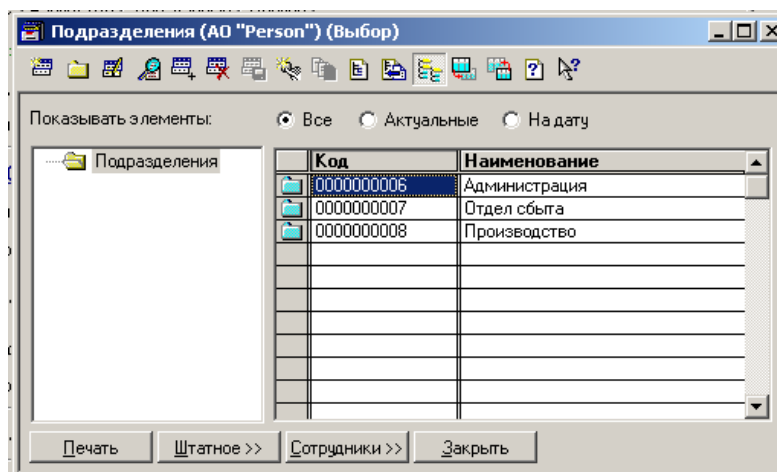 Подразделения (АО "Person") (Выбор)
Показывать элементы: Все Актуальные На дату
Подразделения
Код Наименование
0000000006 Администрация
0000000007 Отдел сбыта
0000000008 Производство
Печать Штатное >> Сотрудники >> Закрыть